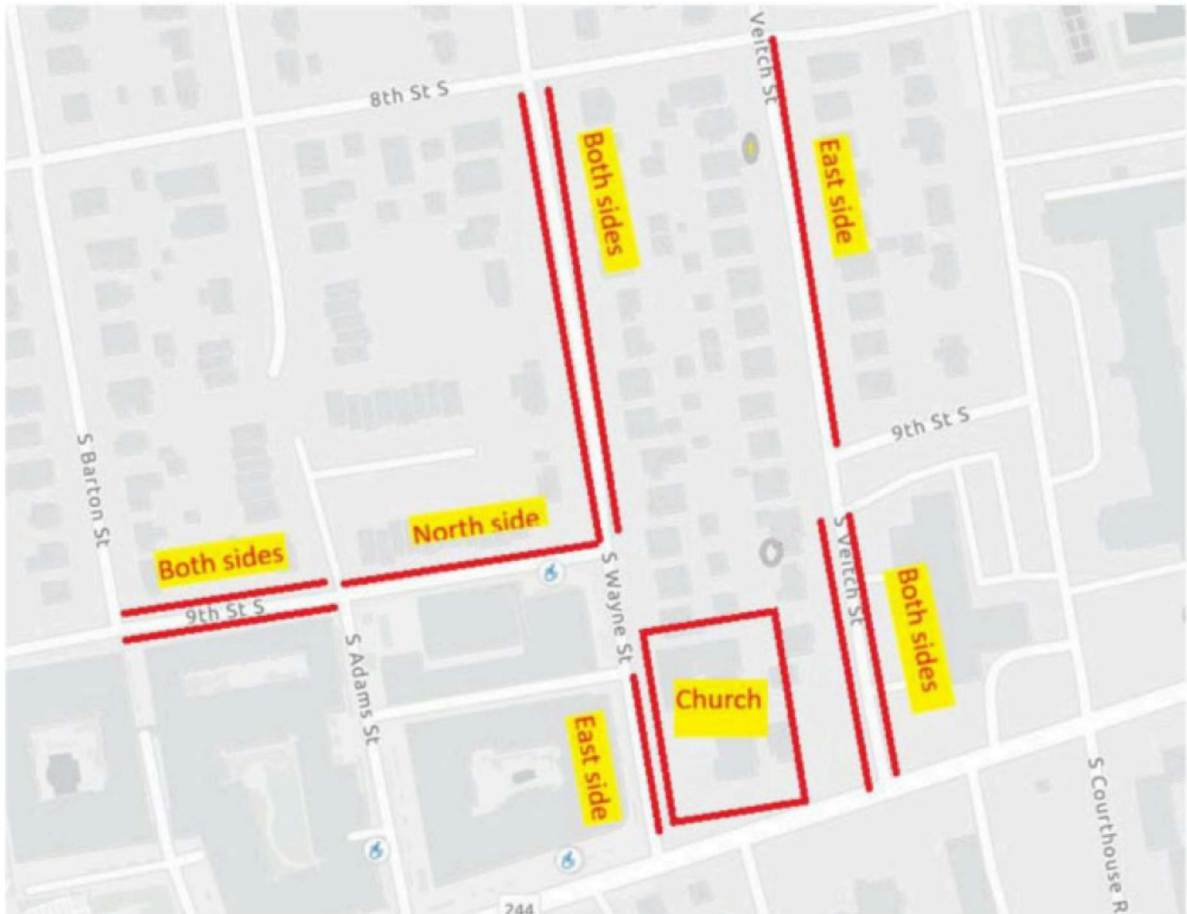 Veitch St
8th St S
Both sides
East side
9th St S
S Barton St
North side
Both sides
9th St S
S Wayne St
S Veitch St
Both sides
S Adams St
Church
East side
S Courthouse R
244